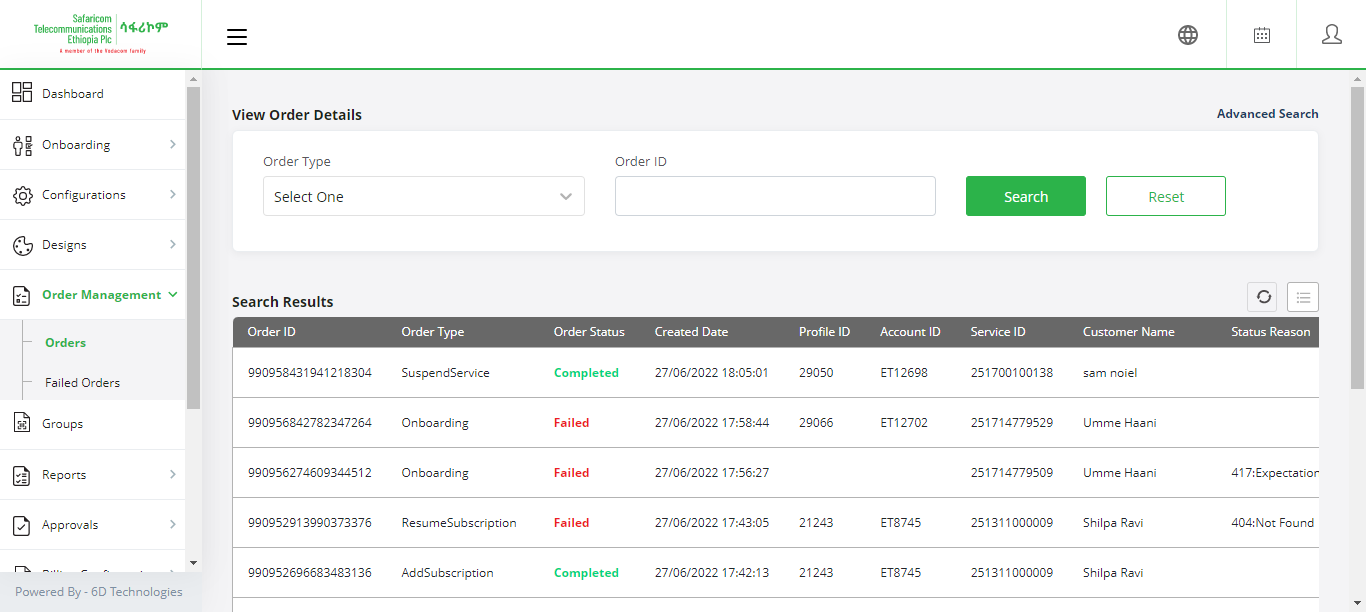 Safaricom
Telecommunications
Ethiopia Plc
ሳፋሪኮም
A member of the Vodacom family
Dashboard
Onboarding
Configurations
Designs
Order Management
Orders
Failed Orders
Groups
Reports
Approvals
Powered By - 6D Technologies
View Order Details
Advanced Search
Order Type Order ID
Select One Search Reset
Search Results
Order ID Order Type Order Status Created Date Profile ID Account ID Service ID Customer Name Status Reason
990958431941218304 SuspendService Completed 27/06/2022 18:05:01 29050 ET12698 251700100138 sam noiel
990956842782347264 Onboarding Failed 27/06/2022 17:58:44 29066 ET12702 251714779529 Umme Haani
990956274609344512 Onboarding Failed 27/06/2022 17:56:27 251714779509 Umme Haani 417:Expectation
990952913990373376 ResumeSubscription Failed 27/06/2022 17:43:05 21243 ET8745 251311000009 Shilpa Ravi 404:Not Found
990952696683483136 AddSubscription Completed 27/06/2022 17:42:13 21243 ET8745 251311000009 Shilpa Ravi